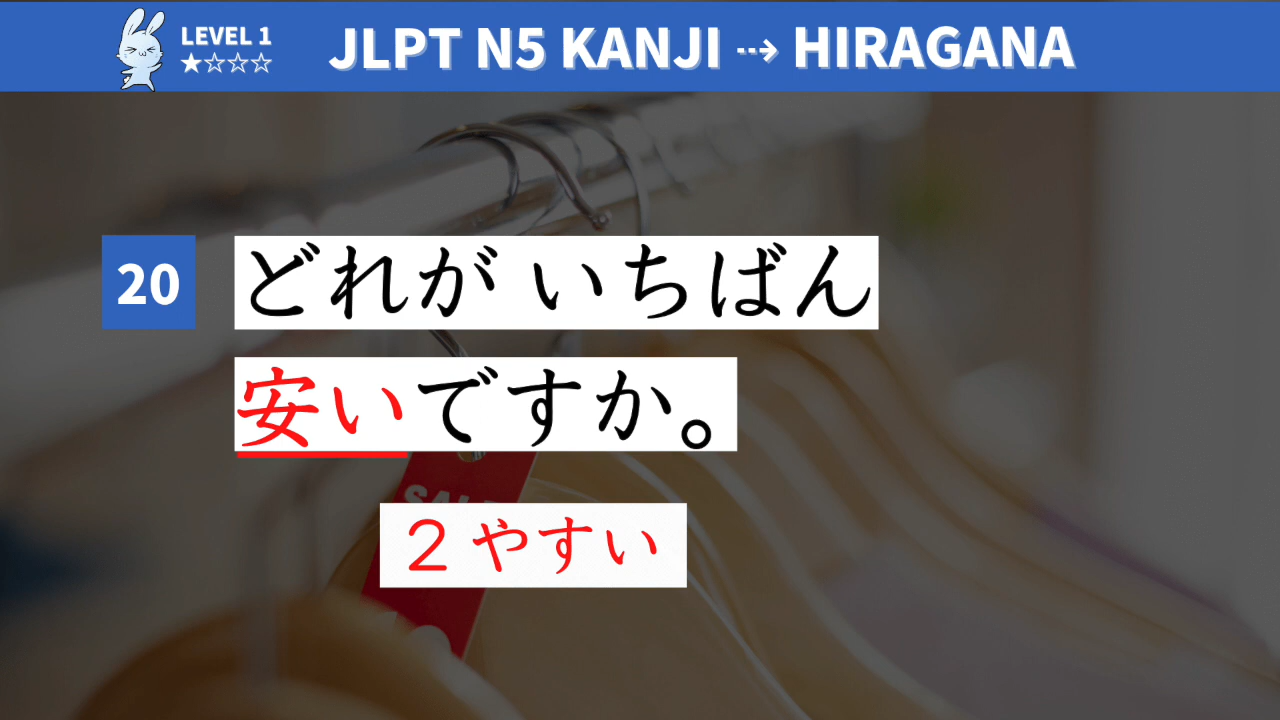 LEVEL 1
★☆☆☆
JLPT N5 KANJI ⇢ HIRAGANA
20
どれが いちばん
安いですか。
２ やすい